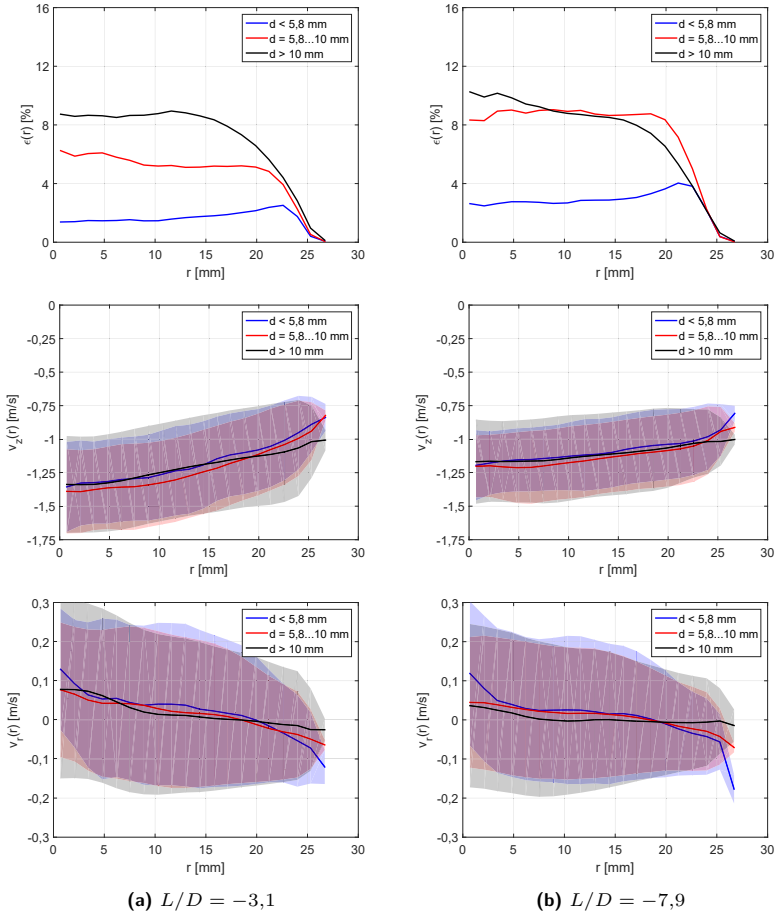 16
12
8
4
0
ϵ(r) [%]
0 5 10 15 20 25 30
r [mm]
d < 5,8 mm
d = 5,8...10 mm
d > 10 mm
16
12
8
4
0
ϵ(r) [%]
0 5 10 15 20 25 30
r [mm]
d < 5,8 mm
d = 5,8...10 mm
d > 10 mm
0
-0,25
-0,5
-0,75
-1
-1,25
-1,5
-1,75
v_z(r) [m/s]
0 5 10 15 20 25 30
r [mm]
d < 5,8 mm
d = 5,8...10 mm
d > 10 mm
0
-0,25
-0,5
-0,75
-1
-1,25
-1,5
-1,75
v_z(r) [m/s]
0 5 10 15 20 25 30
r [mm]
d < 5,8 mm
d = 5,8...10 mm
d > 10 mm
0,3
0,2
0,1
0
-0,1
-0,2
-0,3
v_r(r) [m/s]
0 5 10 15 20 25 30
r [mm]
d < 5,8 mm
d = 5,8...10 mm
d > 10 mm
0,3
0,2
0,1
0
-0,1
-0,2
-0,3
v_r(r) [m/s]
0 5 10 15 20 25 30
r [mm]
d < 5,8 mm
d = 5,8...10 mm
d > 10 mm
(a) L/D = −3,1
(b) L/D = −7,9